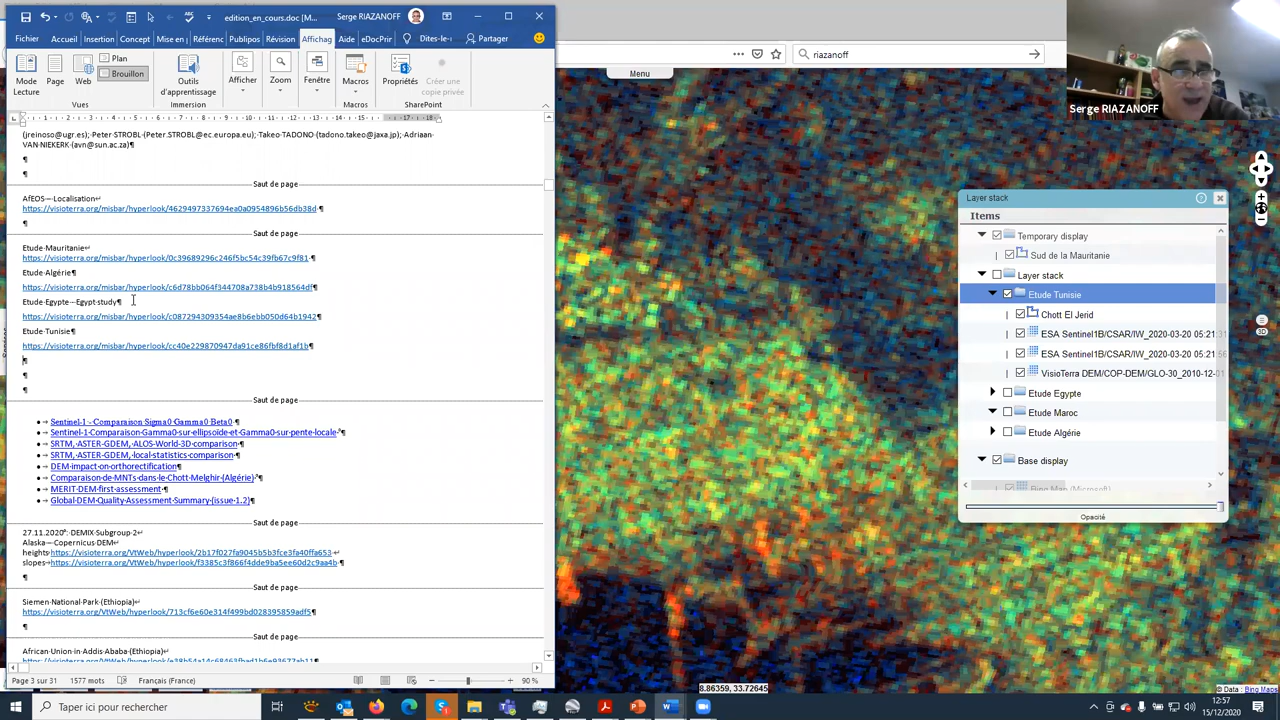 edition_en_cours.doc [M...
Serge RIAZANOFF
Fichier Accueil Insertion Concept Mise en p Référenc Publipos Révision Affichag Aide eDocPrir Dites-le Partager
Mode Lecture
Page
Web
Plan
Brouillon
Outils d'apprentissage
Afficher
Zoom
Fenêtre
Macros
Propriétés
Créer une copie privée
Vues
Immersion
Macros
SharePoint
(jreinoso@ugr.es); Peter STROBL (Peter.STROBL@ec.europa.eu); Takeo TADONO (tadono.takeo@jaxa.jp); Adriaan
VAN NIEKERK (avn@sun.ac.za)¶
Saut de page
AfEOS – Localisation
https://visioterra.org/misbar/hyperlook/4629497337694ea0a0954896b56db38d ¶
Saut de page
Etude Mauritanie
https://visioterra.org/misbar/hyperlook/0c39689296c246f5bc54c39fb67c9f81 ¶
Etude Algérie¶
https://visioterra.org/misbar/hyperlook/c6d78bb064f344708a738b4b918564df¶
Etude Egypte – Egypt study¶
https://visioterra.org/misbar/hyperlook/c087294309354ae8b6ebb050d64b1942¶
Etude Tunisie¶
https://visioterra.org/misbar/hyperlook/cc40e229870947da91ce86fbf8d1af1b¶
Saut de page
• Sentinel-1 - Comparaison Sigma0 Gamma0 Beta0 ¶
• Sentinel-1 Comparaison Gamma0 sur ellipsoïde et Gamma0 sur pente locale ¶
• SRTM, ASTER-GDEM, ALOS-World-3D comparison¶
• SRTM, ASTER-GDEM, local statistics comparison¶
• DEM impact on orthorectification¶
• Comparaison de MNTs dans le Chott Melghir (Algérie)¶
• MERIT DEM first assessment ¶
• Global DEM Quality Assessment Summary (issue 1.2)¶
Saut de page
27.11.2020 : DEMIX Subgroup 2
Alaska – Copernicus DEM
heights https://visioterra.org/VtWeb/hyperlook/2b17f027fa9045b5b3fce3fa40ffa653
slopes https://visioterra.org/VtWeb/hyperlook/f3385c3f866f4dde9ba5ee60d2c9aa4b ¶
Saut de page
Siemen National Park (Ethiopia)
https://visioterra.org/VtWeb/hyperlook/713cf6e60e314f499bd028395859adf5¶
Saut de page
African Union in Addis Ababa (Ethiopia)
Page 3 sur 31 1577 mots Français (France) 90 %
riazanoff
Menu
Serge RIAZANOFF
Layer stack
Items
Temporary display
Sud de la Mauritanie
Layer stack
Etude Tunisie
Chott El Jerid
ESA Sentinel1B/CSAR/IW_2020-03-20 05:21:31
ESA Sentinel1B/CSAR/IW_2020-03-20 05:21:56
VisioTerra DEM/COP-DEM/GLO-30_2010-12-01
Etude Egypte
Etude Maroc
Etude Algérie
Base display
Bing Map (Microsoft)
Opacité
3D
8.86359, 33.72645
© Data : Bing Maps
Taper ici pour rechercher
12:57
15/12/2020